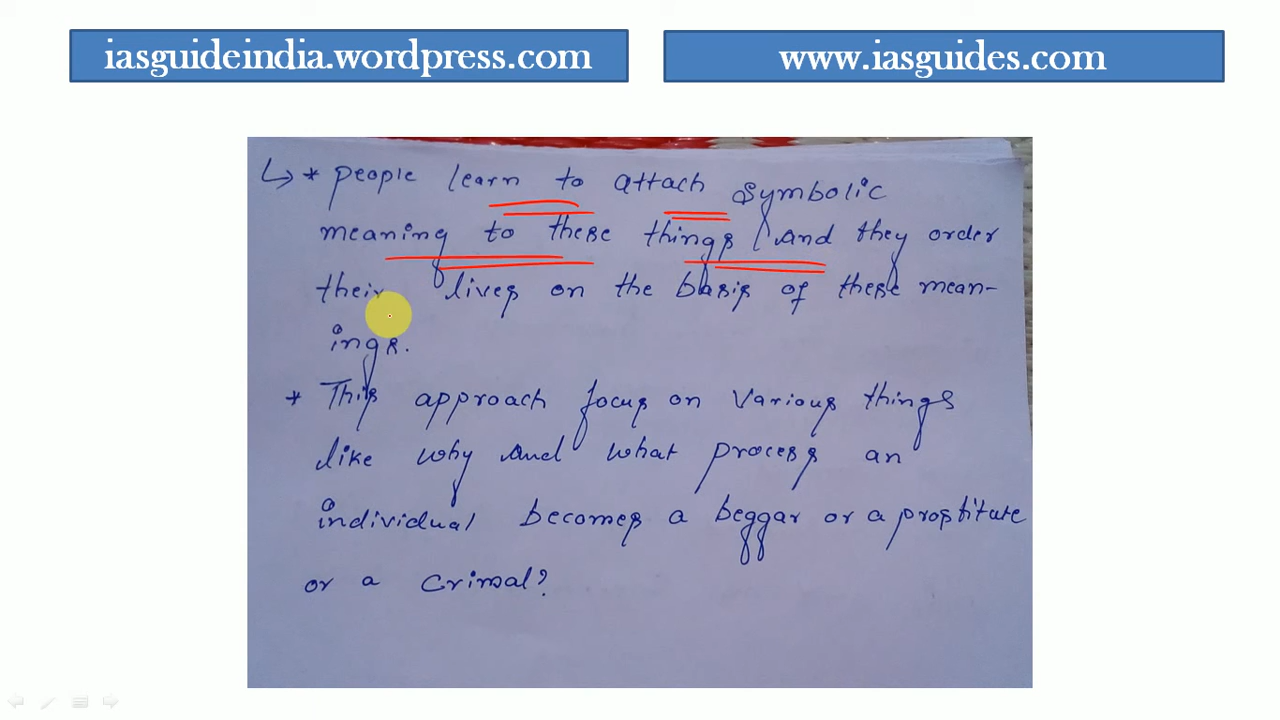 iasguideindia.wordpress.com
www.iasguides.com
↳ * people learn to attach symbolic
meaning to these things and they order
their lives on the basis of these mean-
ings.
* This approach focus on various things
like why and what process an
individual becomes a beggar or a prostitute
or a crimal?